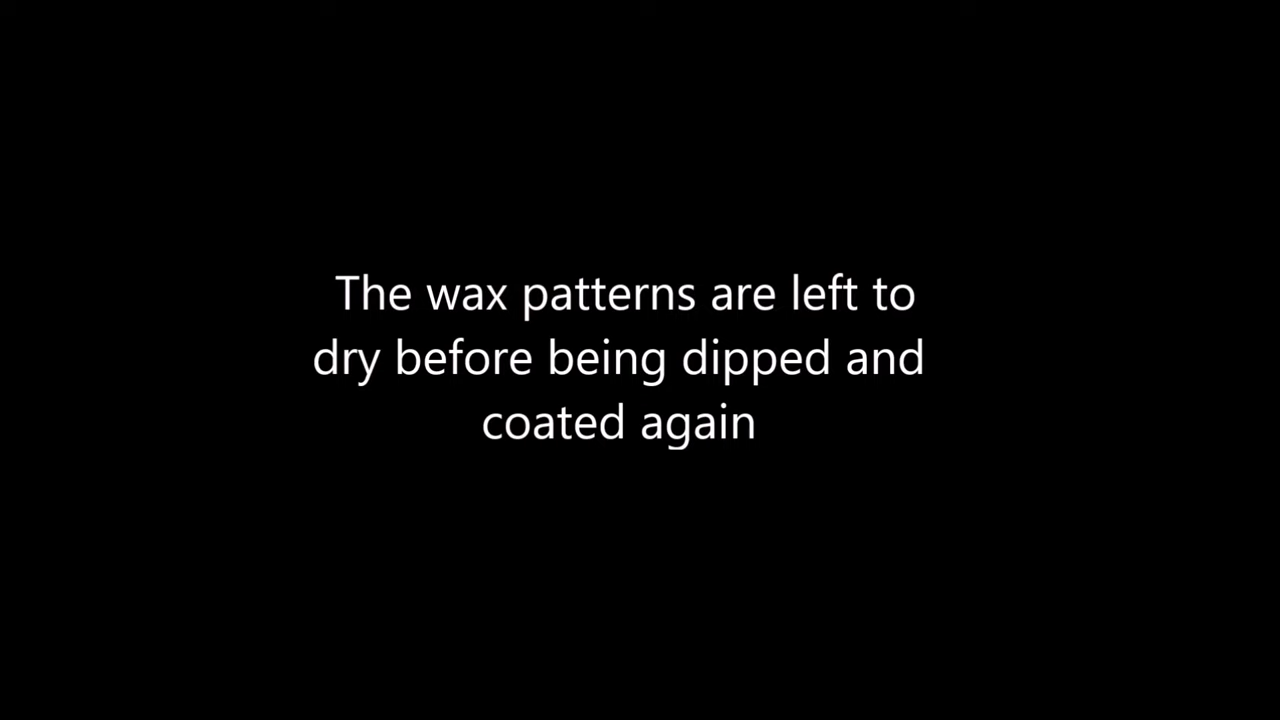 The wax patterns are left to
dry before being dipped and
coated again